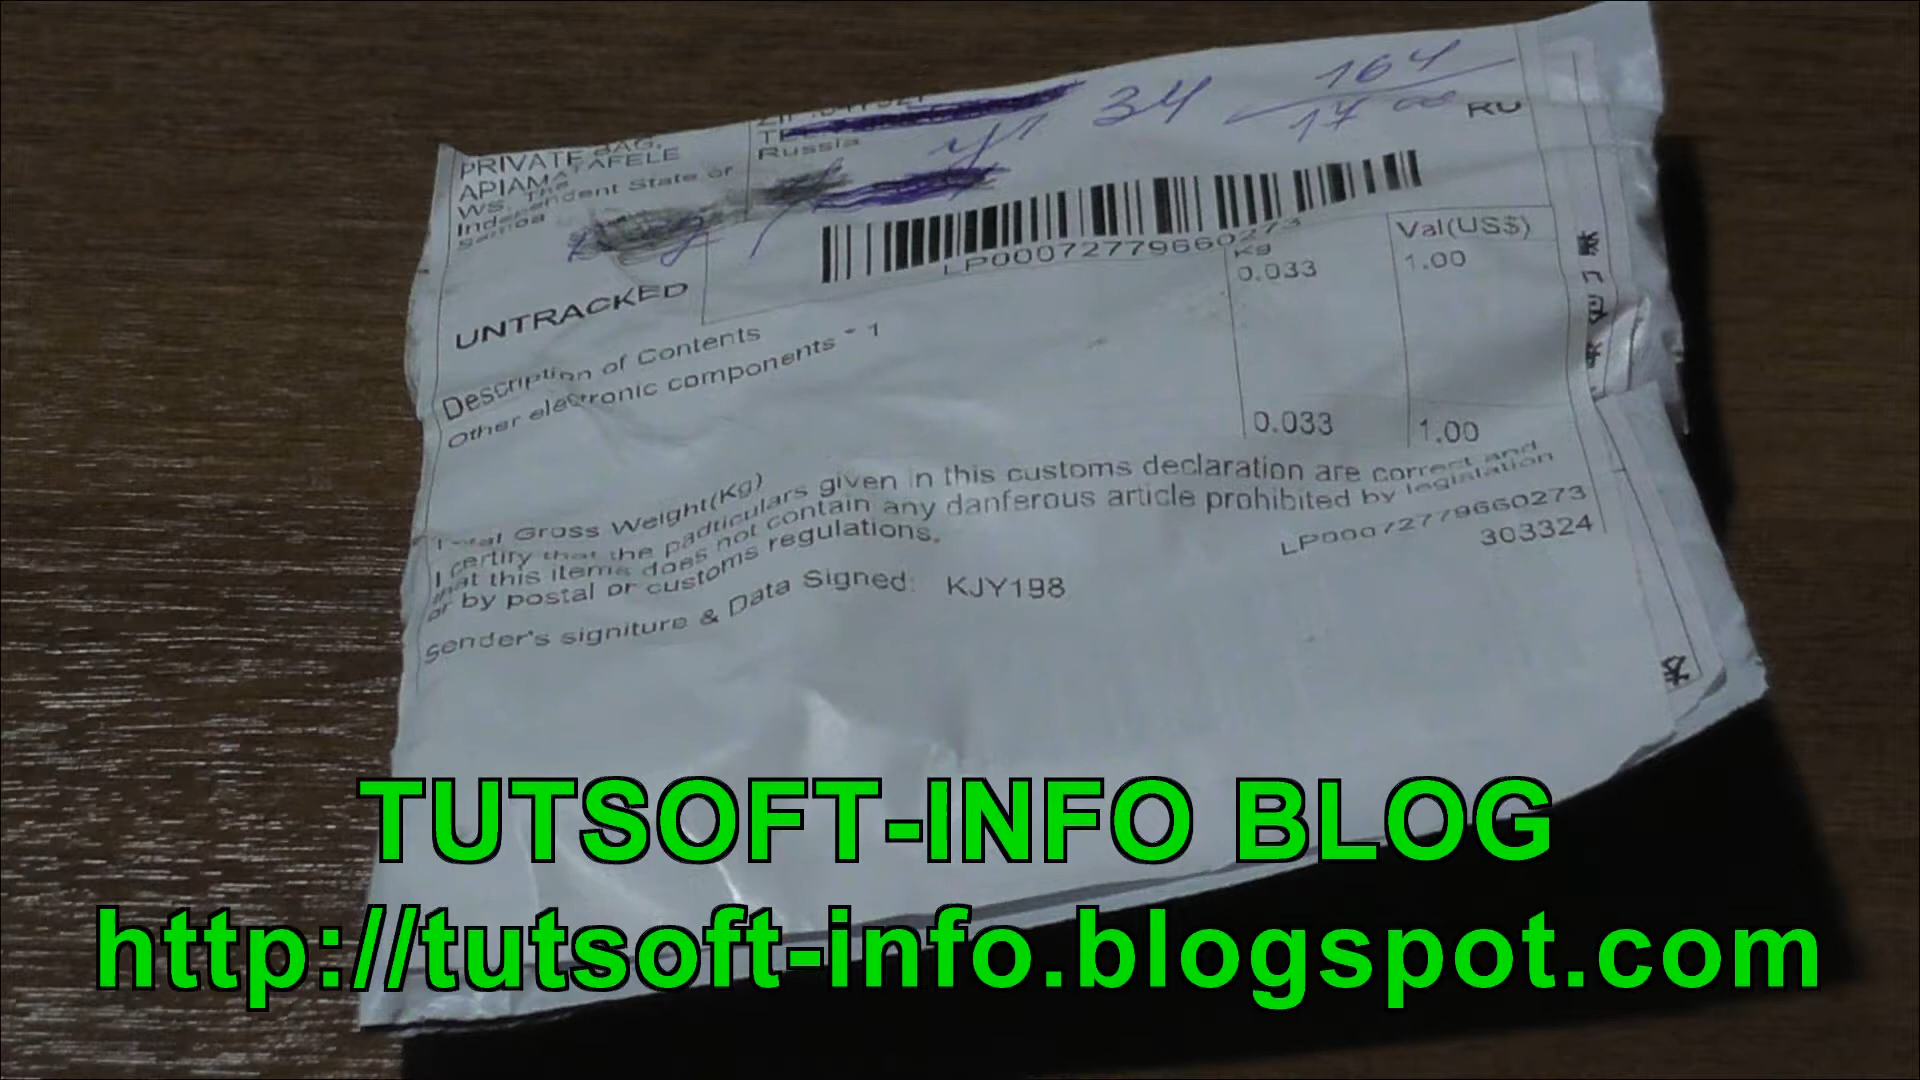 PRIVATE BAG,
APIAMATAFELE
WS. The
Independent State of
Samoa
Russia
34
164
17 00
RU
LP00072779660273
UNTRACKED
Kg
Val(US$)
0.033
1.00
Description of Contents
Other electronic components * 1
0.033
1.00
Total Gross Weight(Kg)
I certify that the padticulars given in this customs declaration are correct and
that this items does not contain any danferous article prohibited by legislation
or by postal or customs regulations.
LP00072779660273
303324
Sender's signiture & Data Signed: KJY198
TUTSOFT-INFO BLOG
http://tutsoft-info.blogspot.com